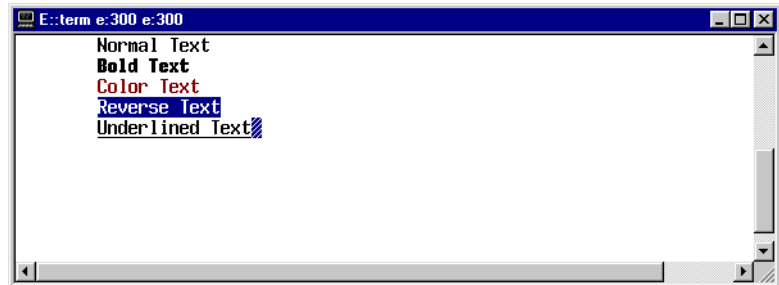 E::term e:300 e:300
Normal Text
Bold Text
Color Text
Reverse Text
Underlined Text